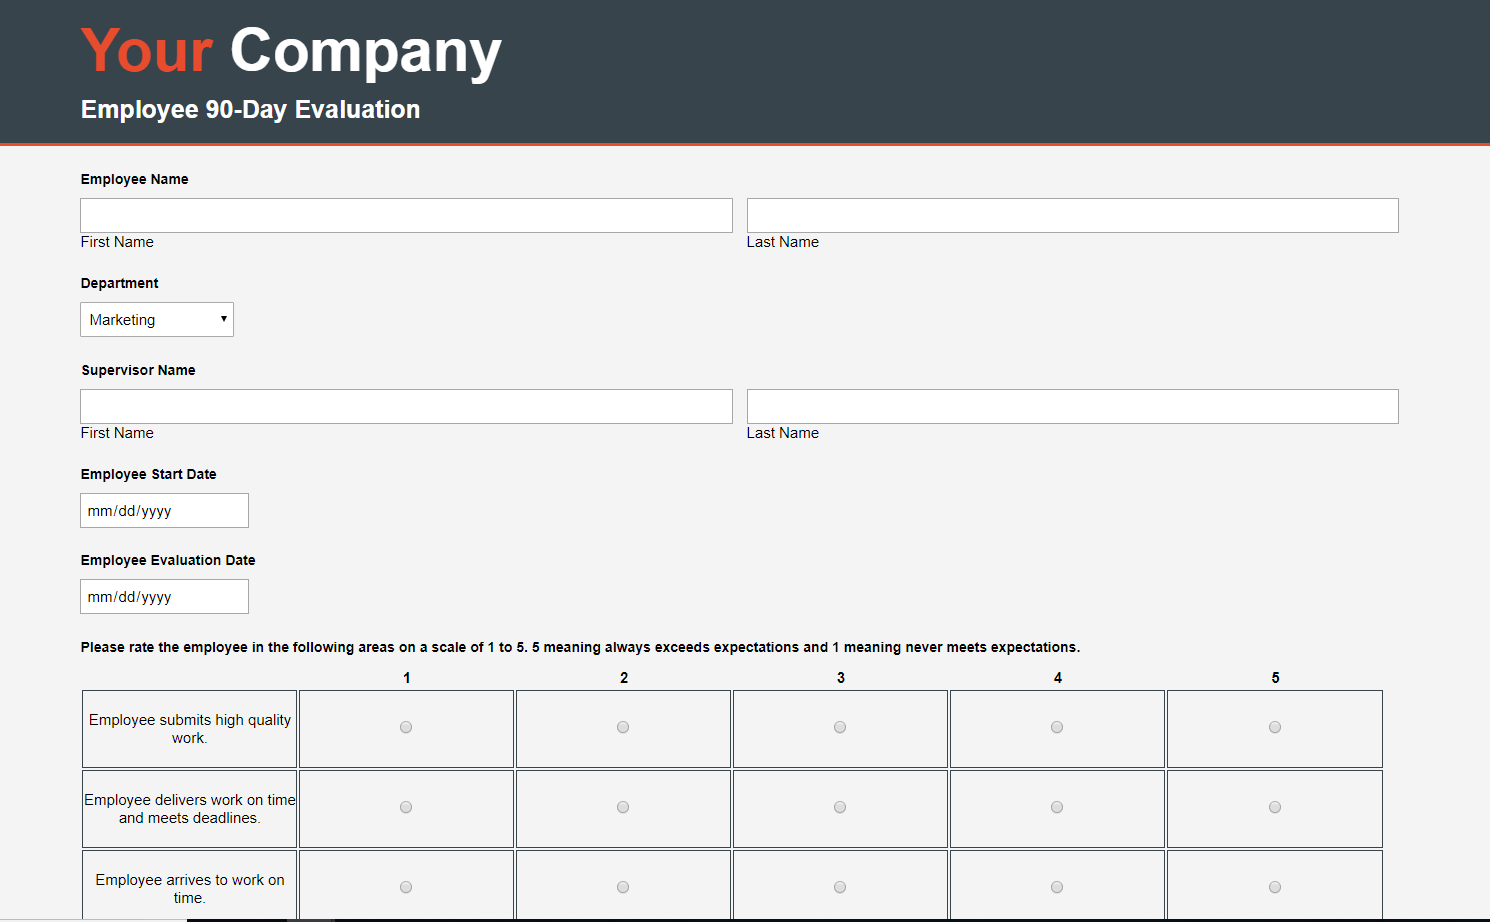 Your Company
Employee 90-Day Evaluation
Employee Name
First Name Last Name
Department
Marketing
Supervisor Name
First Name Last Name
Employee Start Date
mm/dd/yyyy
Employee Evaluation Date
mm/dd/yyyy
Please rate the employee in the following areas on a scale of 1 to 5. 5 meaning always exceeds expectations and 1 meaning never meets expectations.
1 2 3 4 5
Employee submits high quality
work.
Employee delivers work on time
and meets deadlines.
Employee arrives to work on
time.